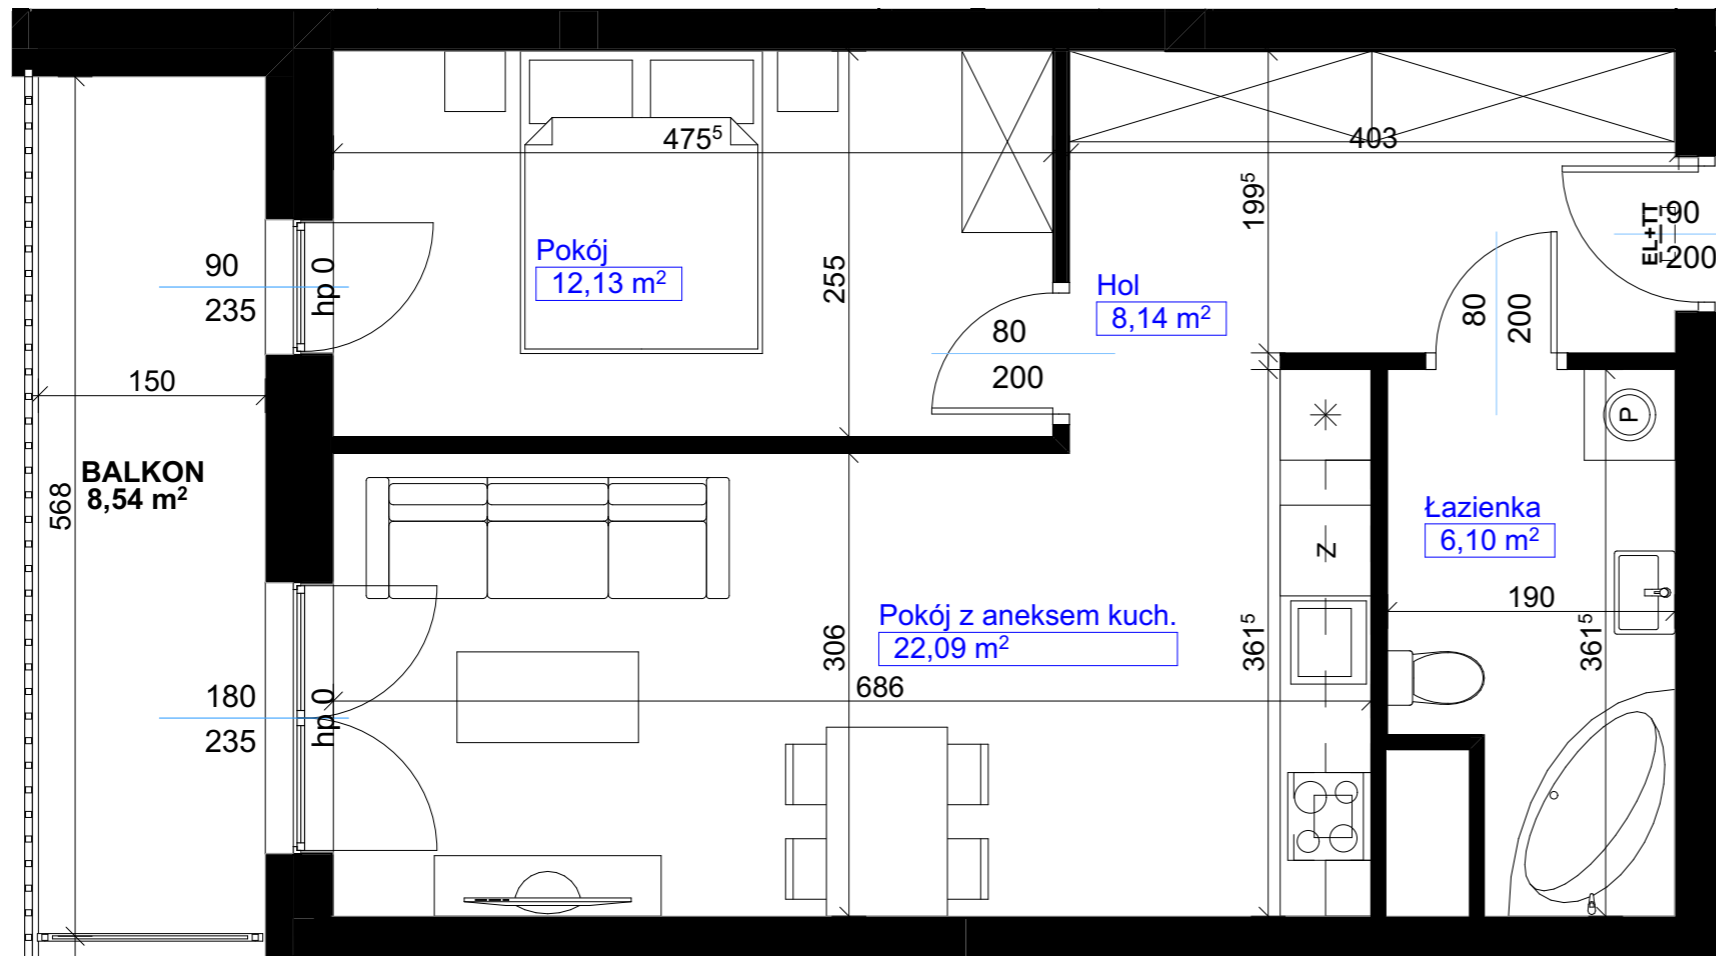 475⁵
403
199⁵
EL+TT
90
200
Pokój
12,13 m²
90
235
hp 0
255
Hol
8,14 m²
80
200
80
200
150
BALKON
8,54 m²
568
P
Łazienka
6,10 m²
Z
190
Pokój z aneksem kuch.
22,09 m²
306
361⁵
361⁵
686
180
235
hp 0